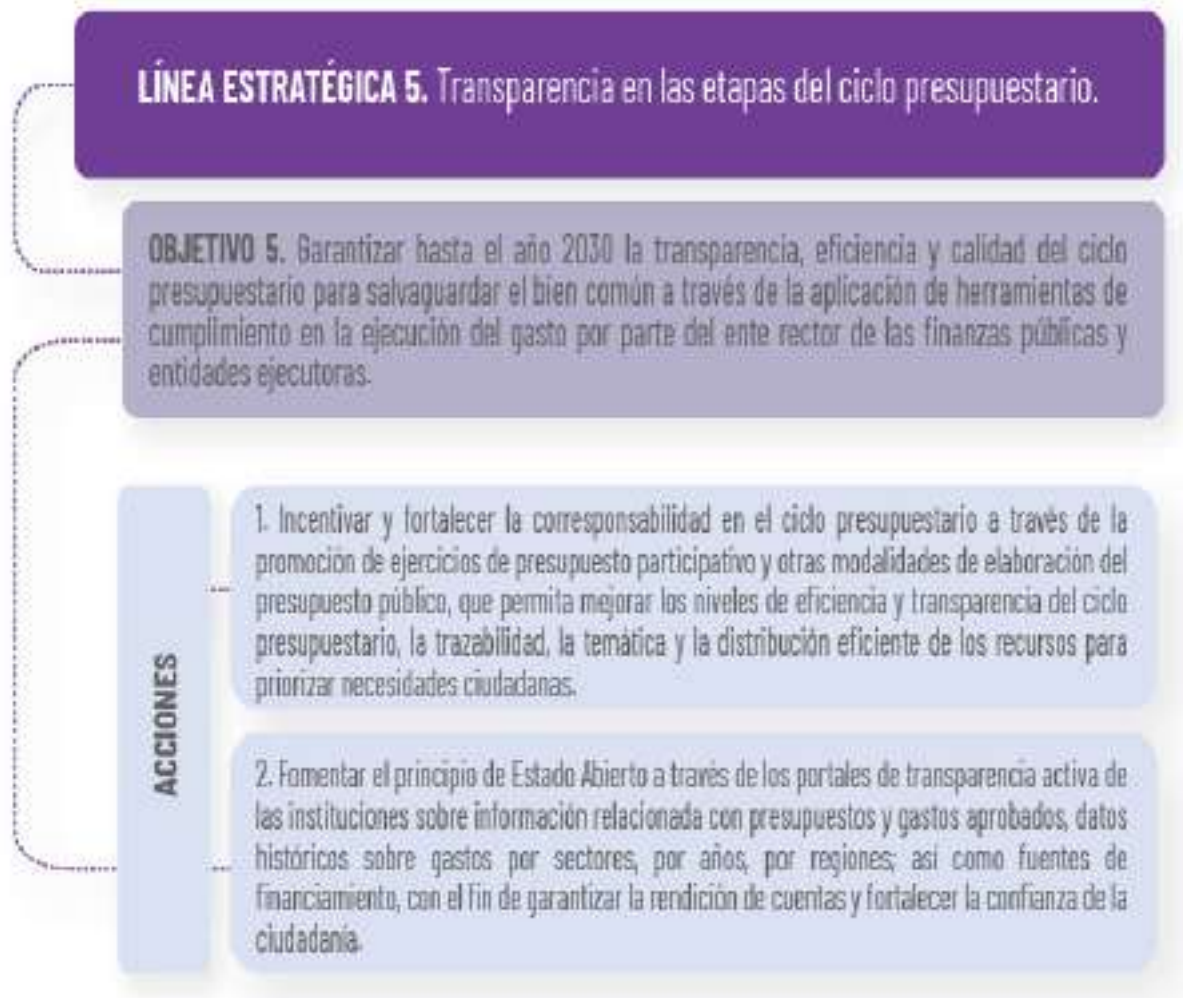 LÍNEA ESTRATÉGICA 5. Transparencia en las etapas del ciclo presupuestario.
OBJETIVO 5. Garantizar hasta el año 2030 la transparencia, eficiencia y calidad del ciclo
presupuestario para salvaguardar el bien común a través de la aplicación de herramientas de
cumplimiento en la ejecución del gasto por parte del ente rector de las finanzas públicas y
entidades ejecutoras.
ACCIONES
1. Incentivar y fortalecer la corresponsabilidad en el ciclo presupuestario a través de la
promoción de ejercicios de presupuesto participativo y otras modalidades de elaboración del
presupuesto público, que permita mejorar los niveles de eficiencia y transparencia del ciclo
presupuestario, la trazabilidad, la temática y la distribución eficiente de los recursos para
priorizar necesidades ciudadanas.
2. Fomentar el principio de Estado Abierto a través de los portales de transparencia activa de
las instituciones sobre información relacionada con presupuestos y gastos aprobados, datos
históricos sobre gastos por sectores, por años, por regiones; así como fuentes de
financiamiento, con el fin de garantizar la rendición de cuentas y fortalecer la confianza de la
ciudadanía.